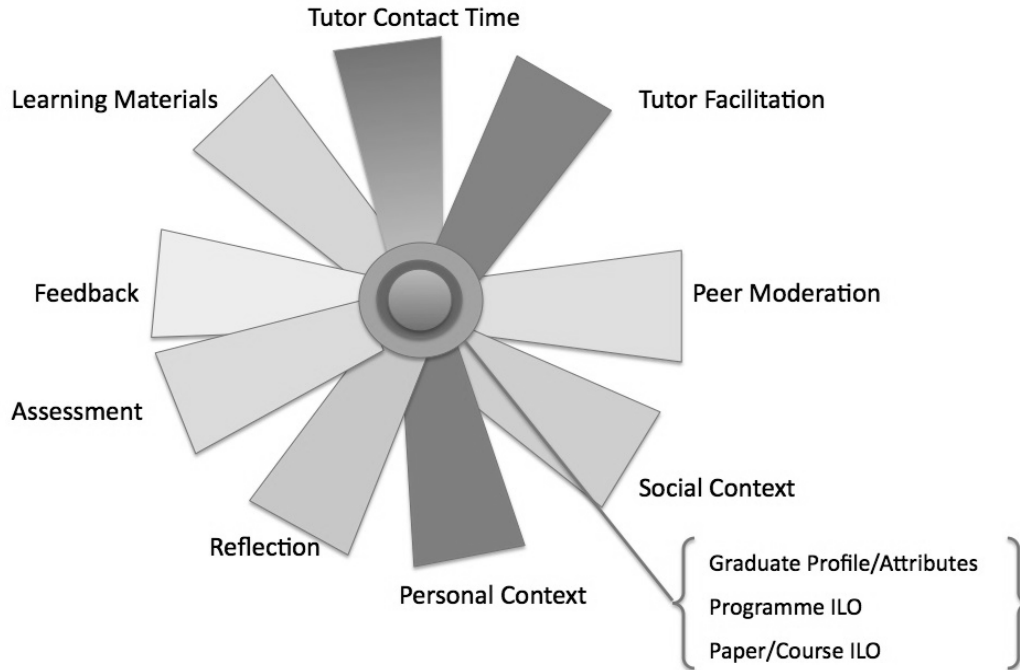 Tutor Contact Time
Learning Materials
Tutor Facilitation
Feedback
Peer Moderation
Assessment
Social Context
Reflection
Personal Context
Graduate Profile/Attributes
Programme ILO
Paper/Course ILO